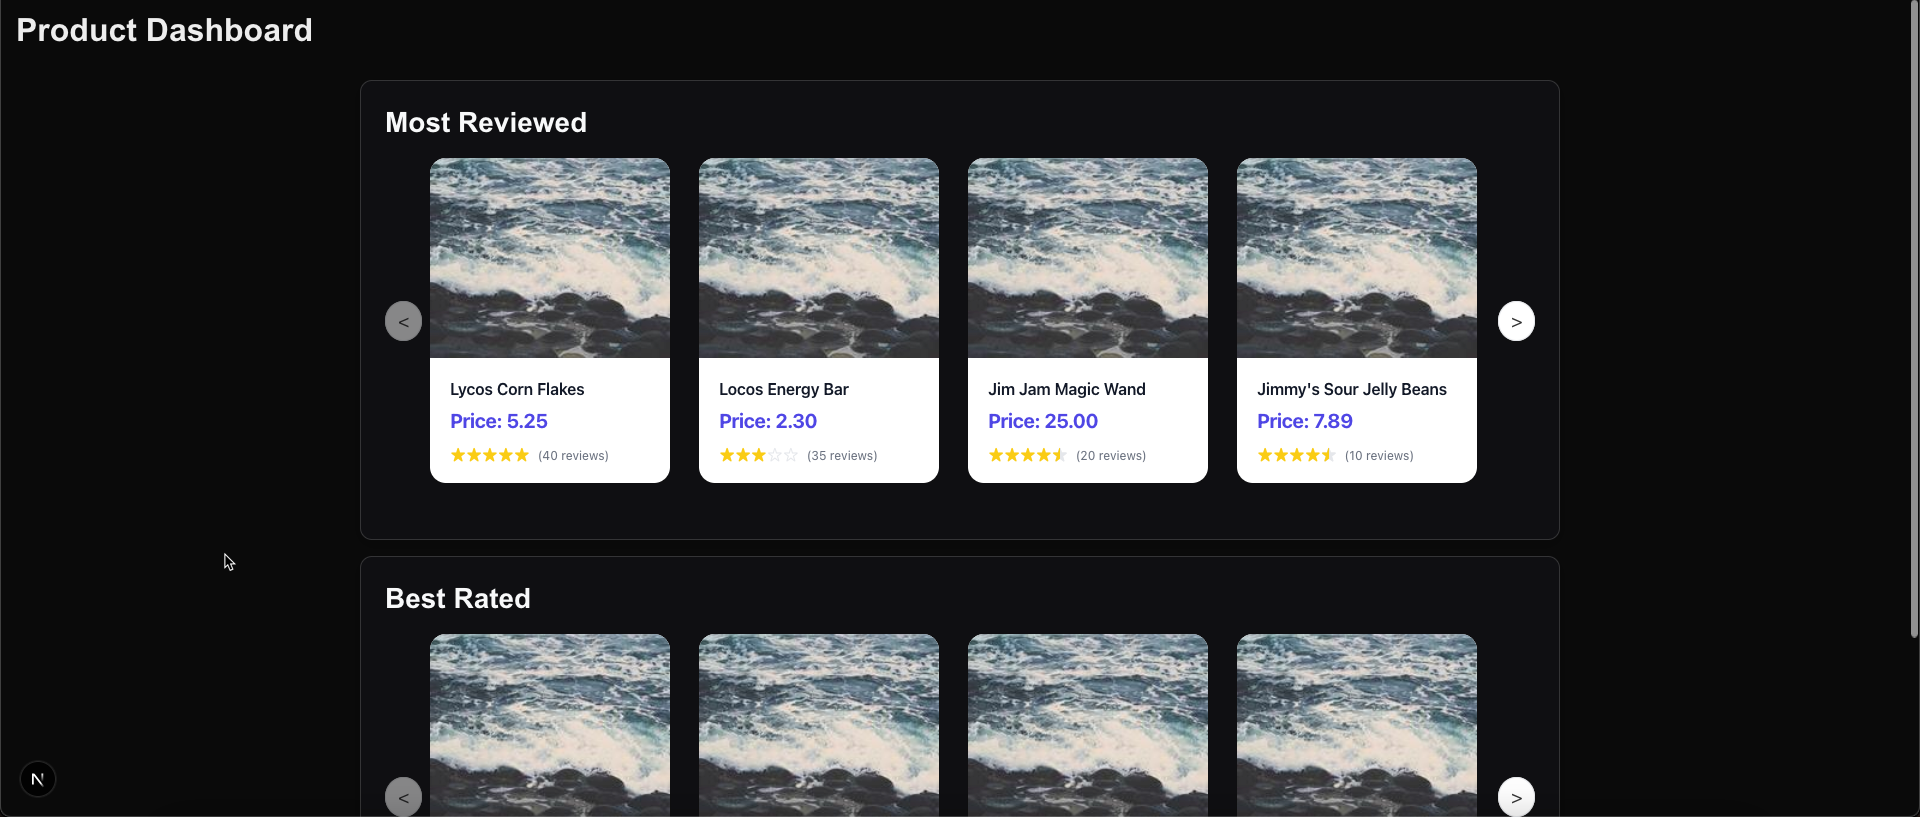 Product Dashboard
Most Reviewed
<
>
Lycos Corn Flakes
Price: 5.25
(40 reviews)
Locos Energy Bar
Price: 2.30
(35 reviews)
Jim Jam Magic Wand
Price: 25.00
(20 reviews)
Jimmy's Sour Jelly Beans
Price: 7.89
(10 reviews)
Best Rated
<
>
N